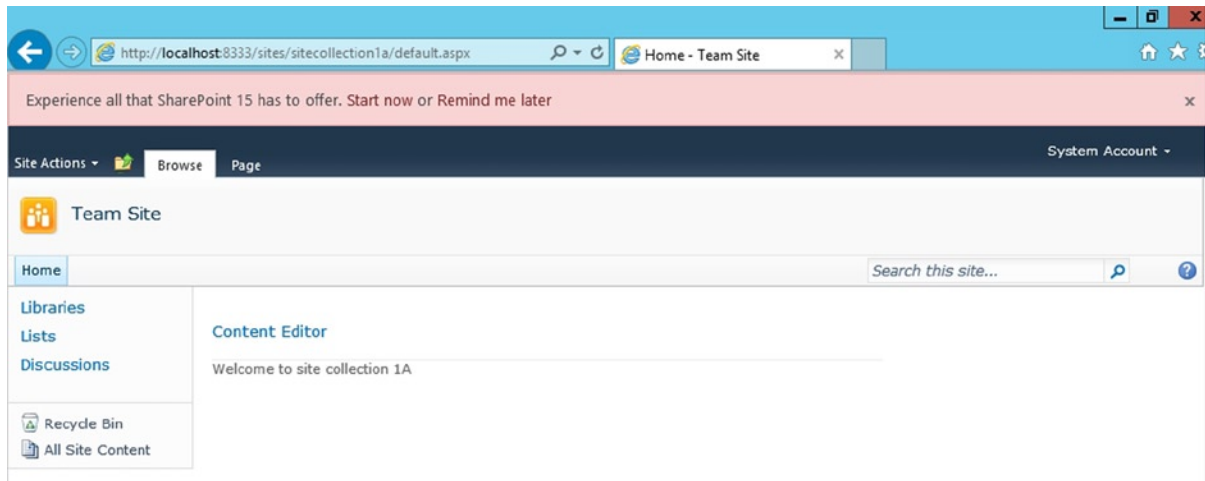 http://localhost:8333/sites/sitecollection1a/default.aspx
Home - Team Site
Experience all that SharePoint 15 has to offer. Start now or Remind me later
System Account
Site Actions
Browse
Page
Team Site
Home
Search this site...
Libraries
Lists
Discussions
Content Editor
Welcome to site collection 1A
Recycle Bin
All Site Content